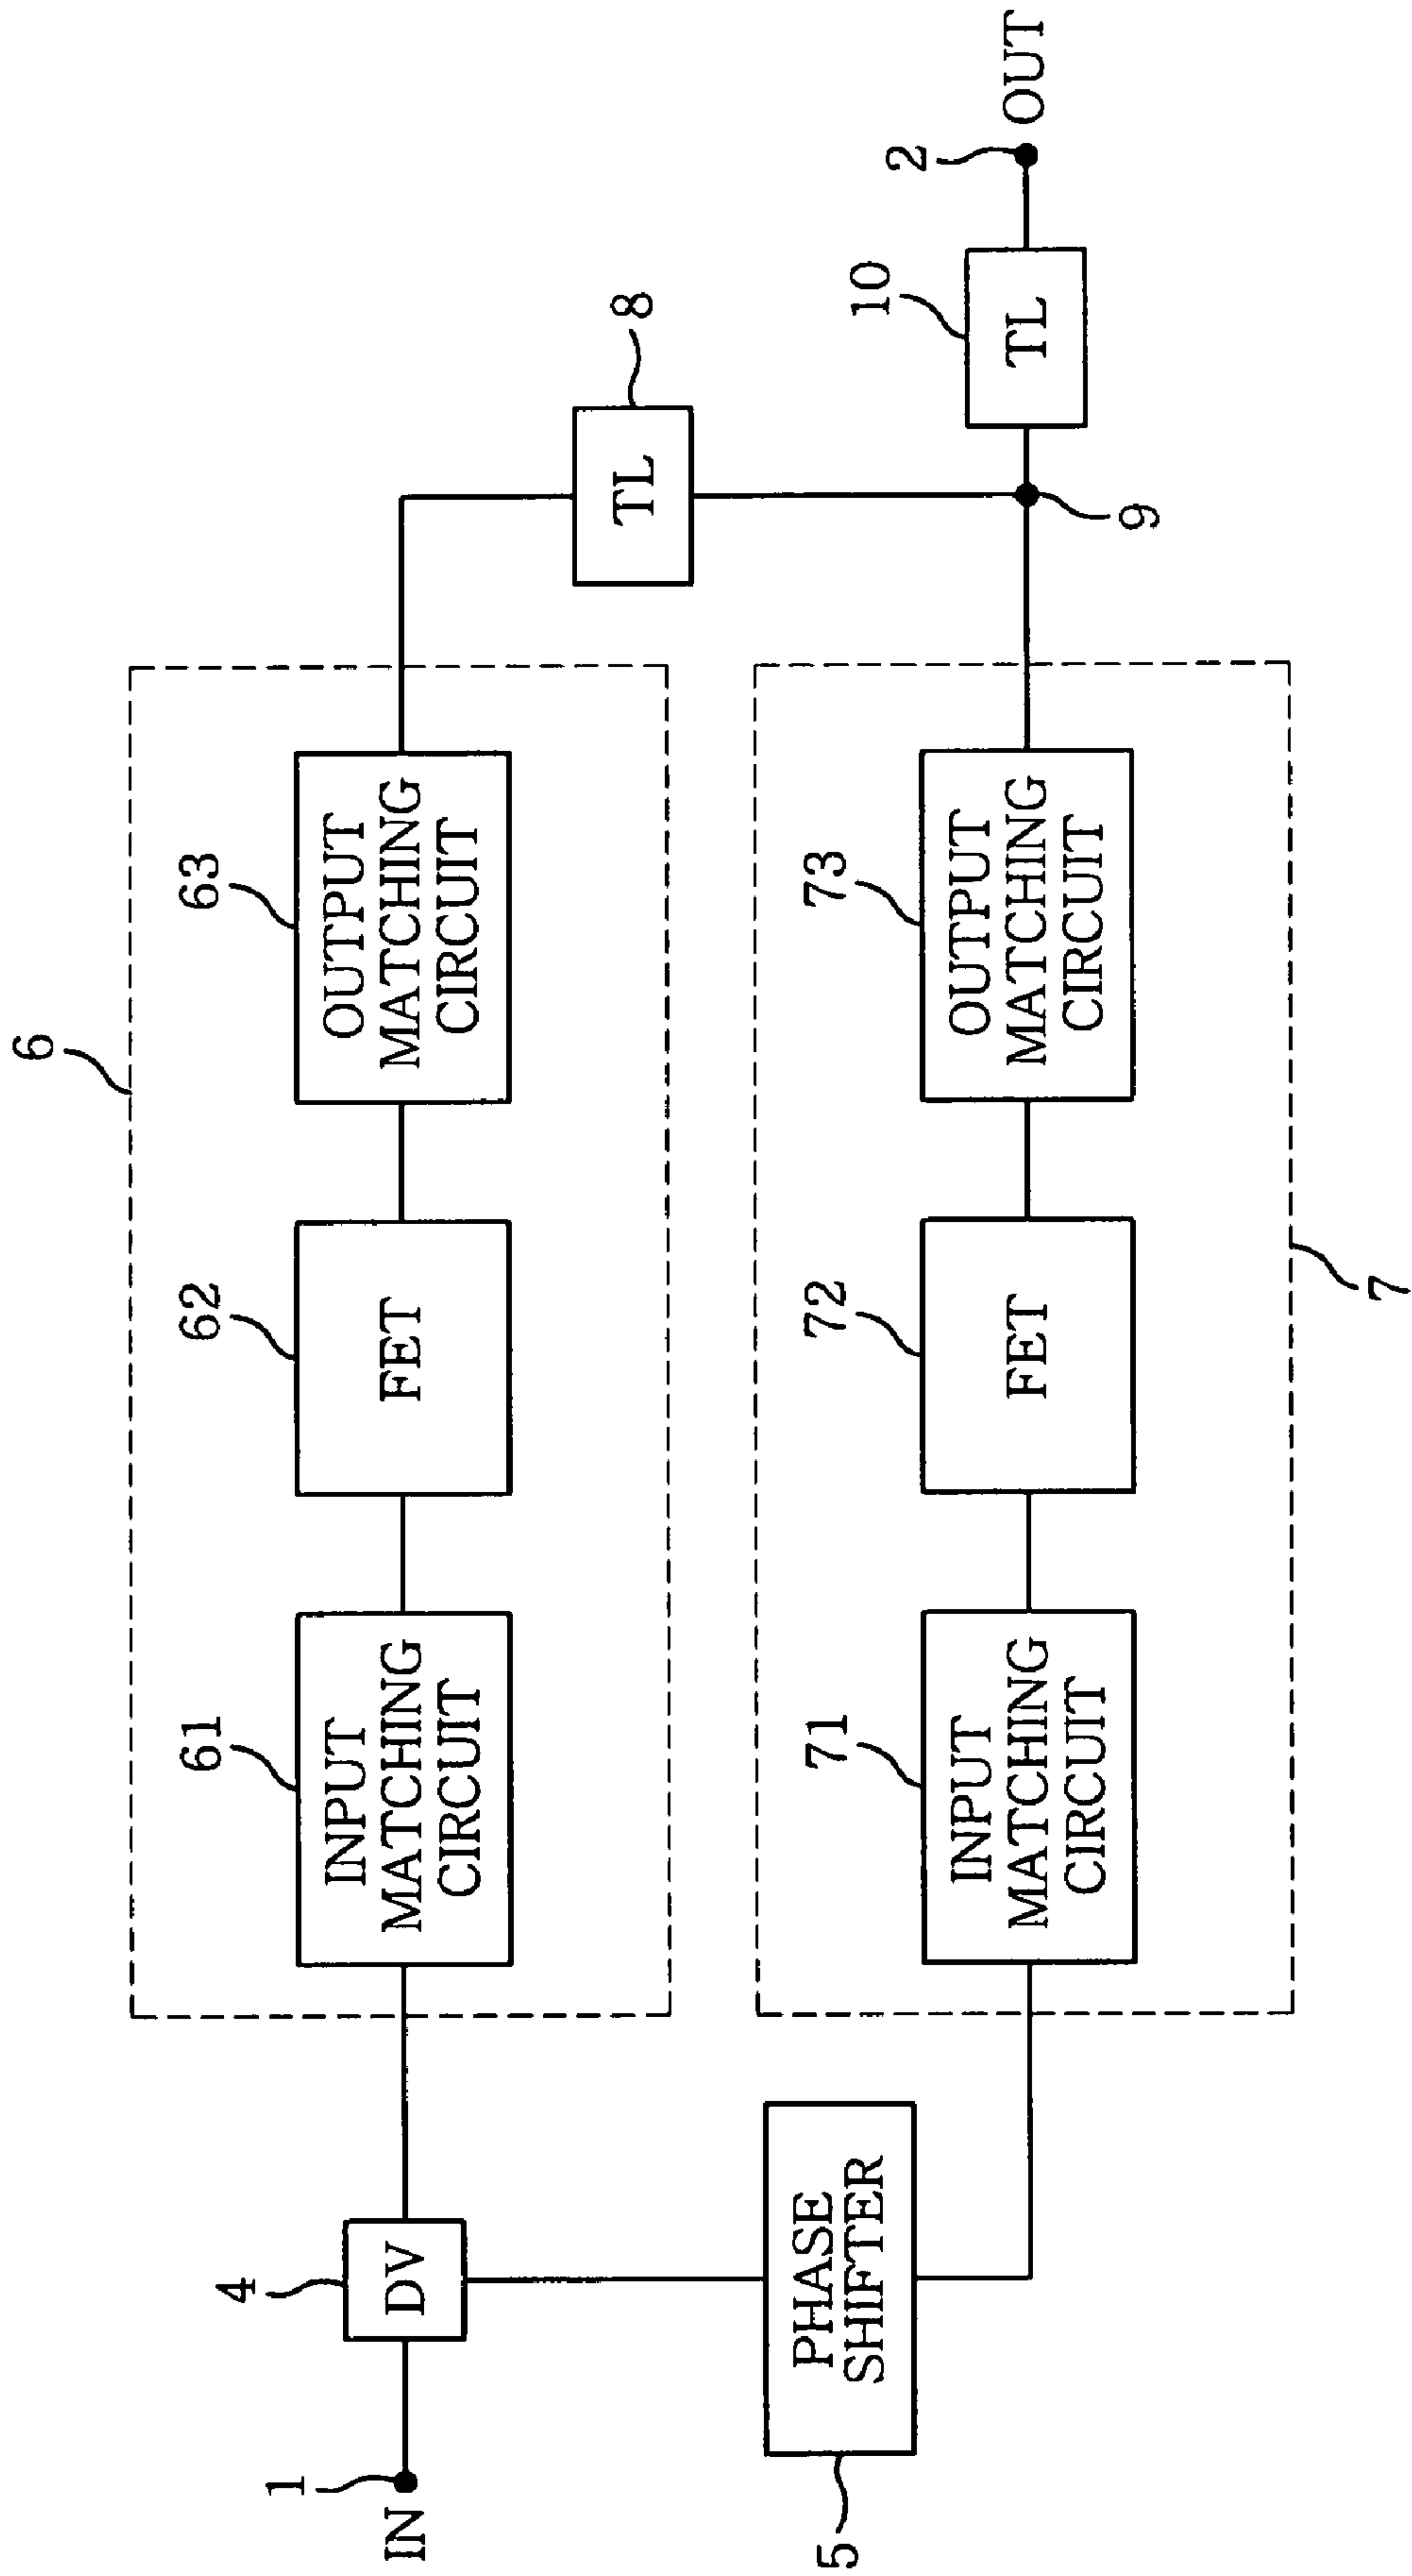 6
61
62
63
INPUT
MATCHING
CIRCUIT
FET
OUTPUT
MATCHING
CIRCUIT
8
TL
1
IN
4
DV
5
PHASE
SHIFTER
71
72
73
INPUT
MATCHING
CIRCUIT
FET
OUTPUT
MATCHING
CIRCUIT
7
9
10
TL
2
OUT